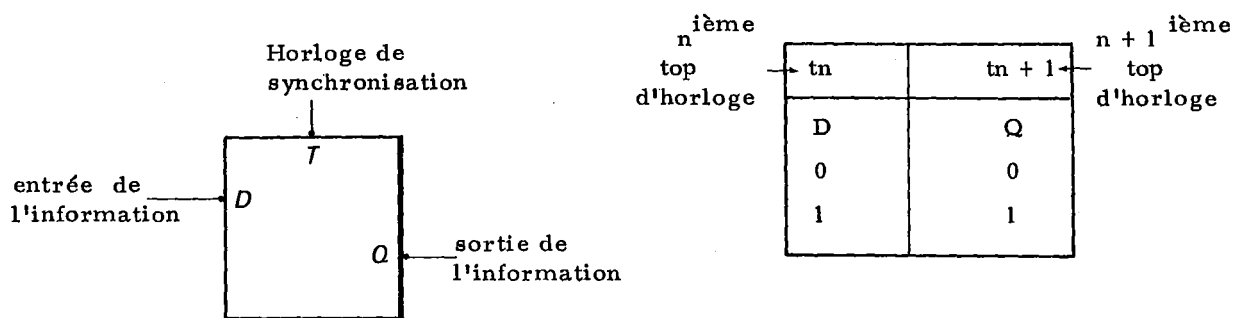 Horloge de
synchronisation
T
entrée de
l'information
D
Q
sortie de
l'information
n ième
top
d'horloge
tn
tn + 1
n + 1 ième
top
d'horloge
D Q
0 0
1 1